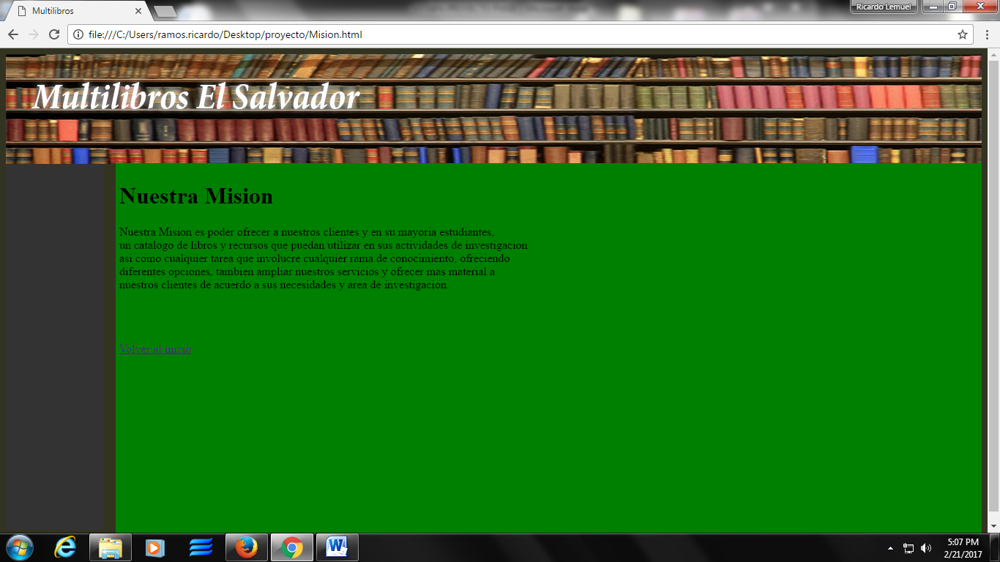 Multilibros
Ricardo Lemuel
file:///C:/Users/ramos.ricardo/Desktop/proyecto/Mision.html
Multilibros El Salvador
Nuestra Mision
Nuestra Mision es poder ofrecer a nuestros clientes y en su mayoria estudiantes,
un catalogo de libros y recursos que puedan utilizar en sus actividades de investigacion
asi como cualquier tarea que involucre cualquier rama de conocimiento, ofreciendo
diferentes opciones, tambien ampliar nuestros servicios y ofrecer mas material a
nuestros clientes de acuerdo a sus necesidades y area de investigacion.
Volver al inicio
5:07 PM
2/21/2017